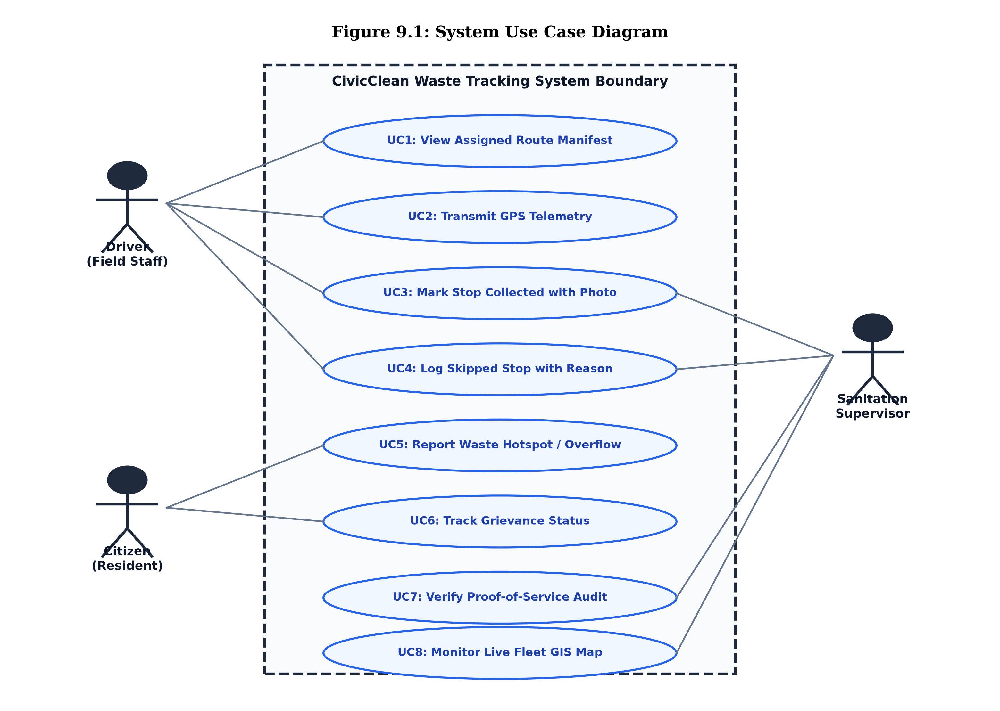 Figure 9.1: System Use Case Diagram
CivicClean Waste Tracking System Boundary
UC1: View Assigned Route Manifest
UC2: Transmit GPS Telemetry
Driver
(Field Staff)
UC3: Mark Stop Collected with Photo
UC4: Log Skipped Stop with Reason
Sanitation
Supervisor
UC5: Report Waste Hotspot / Overflow
UC6: Track Grievance Status
Citizen
(Resident)
UC7: Verify Proof-of-Service Audit
UC8: Monitor Live Fleet GIS Map